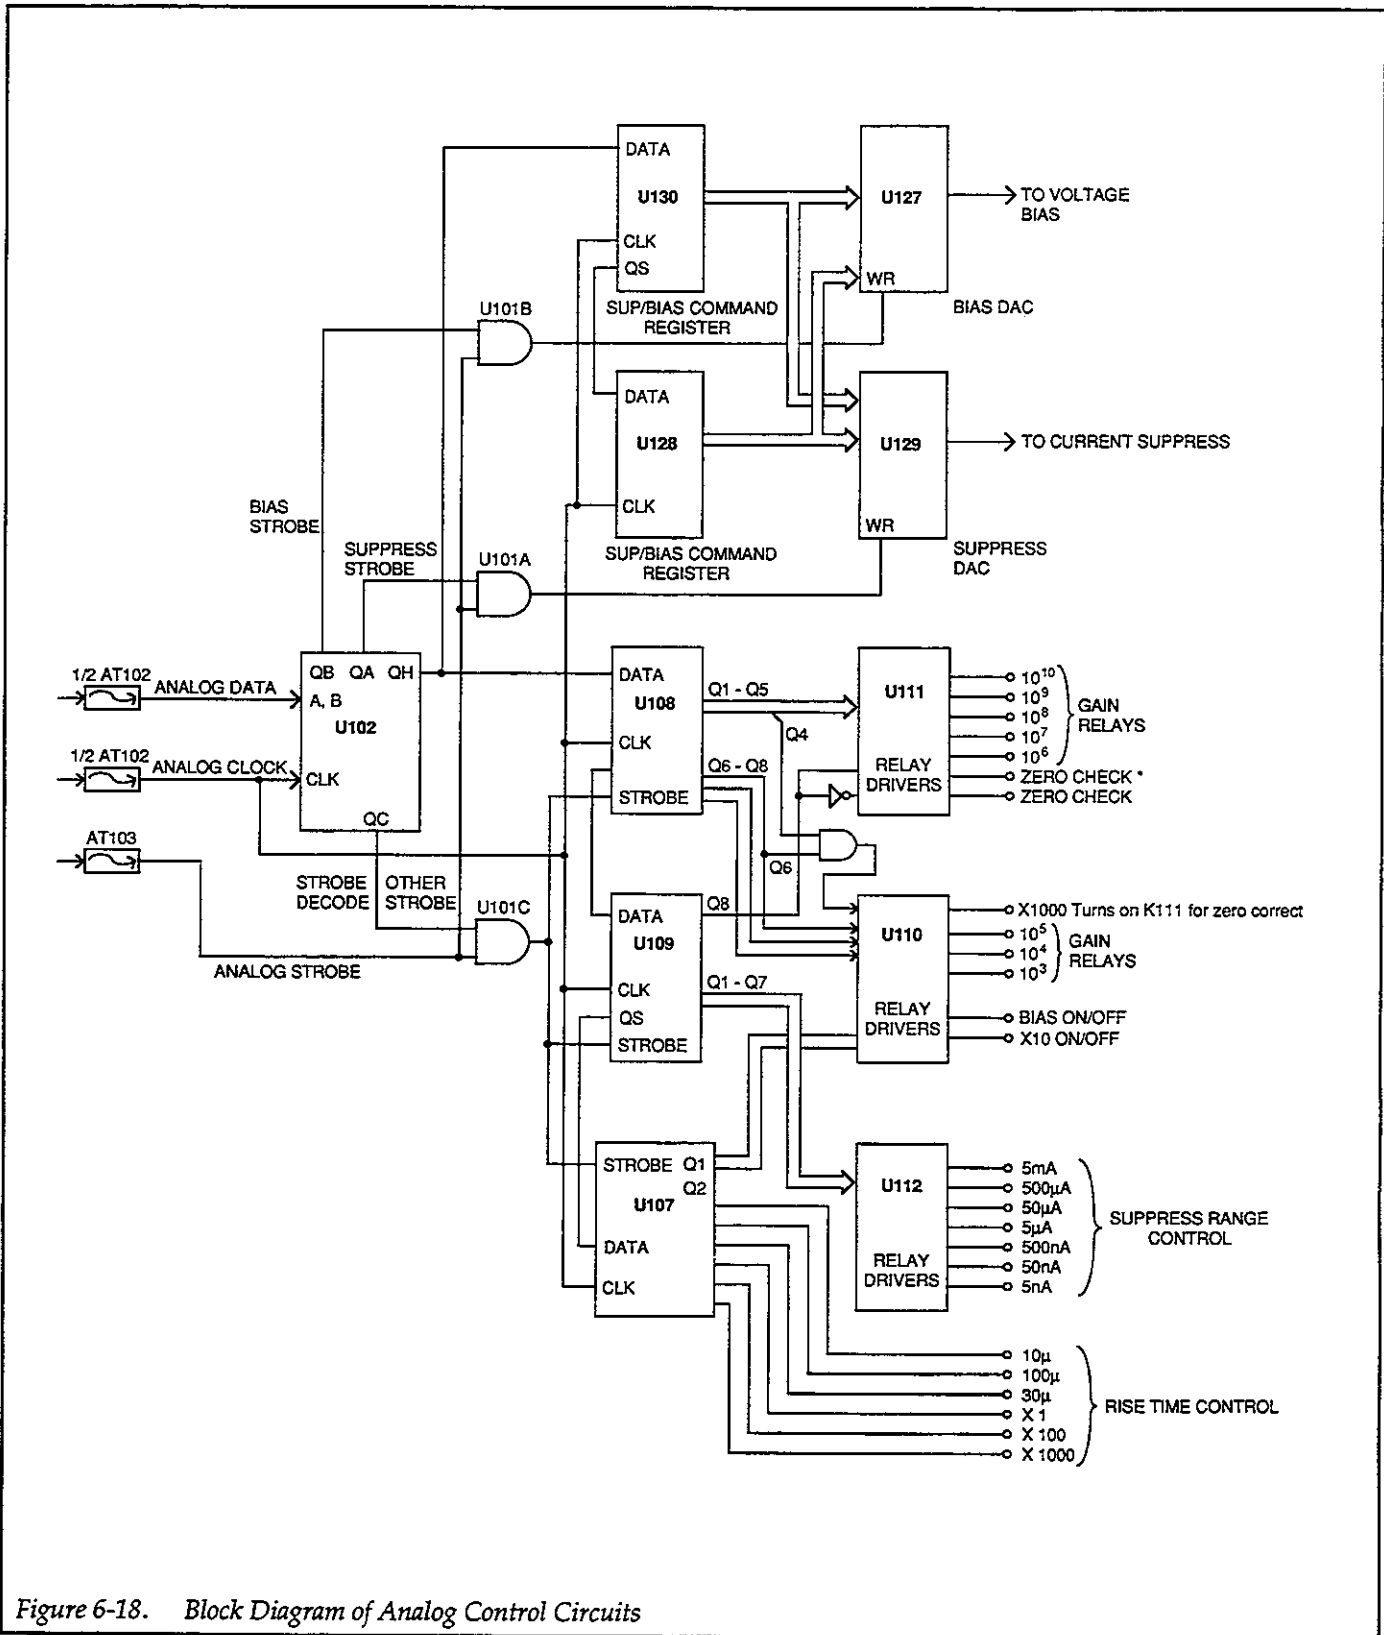 DATA
U130
CLK
QS
SUP/BIAS COMMAND
REGISTER
U127
WR
TO VOLTAGE
BIAS
BIAS DAC
U101B
DATA
U128
CLK
SUP/BIAS COMMAND
REGISTER
U129
WR
TO CURRENT SUPPRESS
SUPPRESS
DAC
BIAS
STROBE
SUPPRESS
STROBE
U101A
1/2 AT102
ANALOG DATA
1/2 AT102
ANALOG CLOCK
AT103
QB QA QH
A, B
U102
CLK
QC
STROBE
DECODE
OTHER
STROBE
U101C
ANALOG STROBE
DATA
U108
CLK
STROBE
Q1 - Q5
Q4
Q6 - Q8
Q6
U111
RELAY
DRIVERS
10¹⁰
10⁹
10⁸
10⁷
10⁶
GAIN
RELAYS
ZERO CHECK *
ZERO CHECK
DATA
U109
CLK
QS
STROBE
Q8
Q1 - Q7
U110
RELAY
DRIVERS
X1000 Turns on K111 for zero correct
10⁵
10⁴
10³
GAIN
RELAYS
BIAS ON/OFF
X10 ON/OFF
STROBE Q1
Q2
U107
DATA
CLK
U112
RELAY
DRIVERS
5mA
500µA
50µA
5µA
500nA
50nA
5nA
SUPPRESS RANGE
CONTROL
10µ
100µ
30µ
X 1
X 100
X 1000
RISE TIME CONTROL
Figure 6-18. Block Diagram of Analog Control Circuits